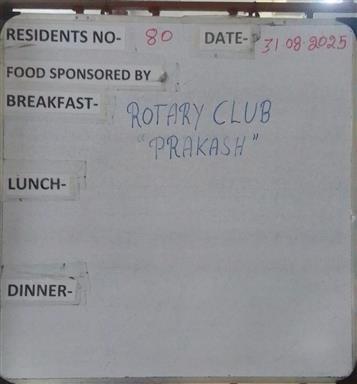 RESIDENTS NO- 80 DATE- 31-08-2025
FOOD SPONSORED BY
BREAKFAST- ROTARY CLUB
"PRAKASH"
LUNCH-
DINNER-